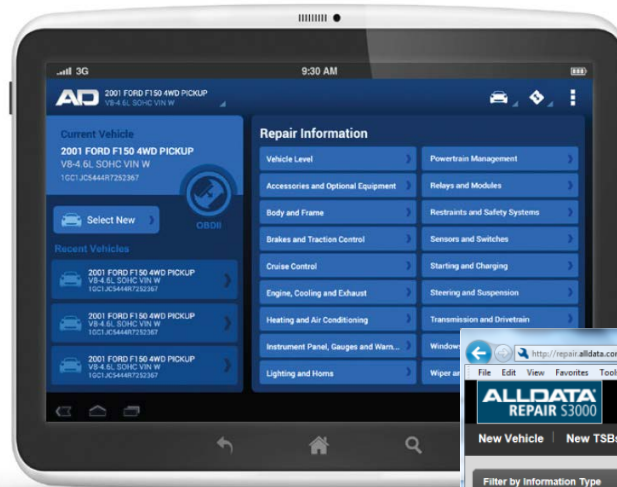 3G
9:30 AM
AD
2001 FORD F150 4WD PICKUP
V8-4.6L SOHC VIN W
Current Vehicle
2001 FORD F150 4WD PICKUP
V8-4.6L SOHC VIN W
1GC1JC5444R7252367
Select New
OBDII
Recent Vehicles
2001 FORD F150 4WD PICKUP
V8-4.6L SOHC VIN W
1GC1JC5444R7252367
2001 FORD F150 4WD PICKUP
V8-4.6L SOHC VIN W
1GC1JC5444R7252367
2001 FORD F150 4WD PICKUP
V8-4.6L SOHC VIN W
1GC1JC5444R7252367
Repair Information
Vehicle Level
Accessories and Optional Equipment
Body and Frame
Brakes and Traction Control
Cruise Control
Engine, Cooling and Exhaust
Heating and Air Conditioning
Instrument Panel, Gauges and Warn...
Lighting and Horns
Powertrain Management
Relays and Modules
Restraints and Safety Systems
Sensors and Switches
Starting and Charging
Steering and Suspension
Transmission and Drivetrain
Windows
Wiper
http://repair.alldata.co
File Edit View Favorites Tools
ALLDATA
REPAIR S3000
New Vehicle New TSBs
Filter by Information Type